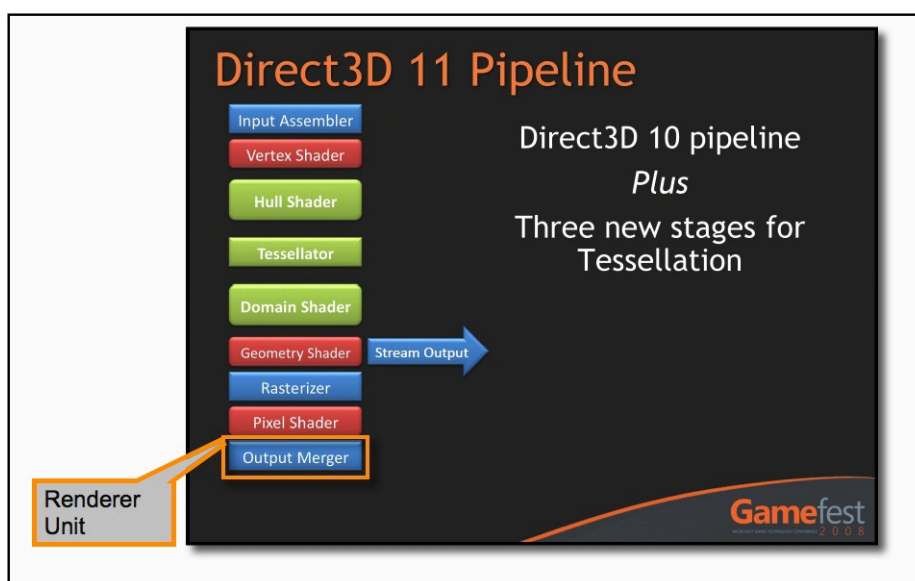 Direct3D 11 Pipeline
Input Assembler
Vertex Shader
Hull Shader
Tessellator
Domain Shader
Geometry Shader
Stream Output
Rasterizer
Pixel Shader
Output Merger
Direct3D 10 pipeline
Plus
Three new stages for
Tessellation
Renderer
Unit
Gamefest
2008